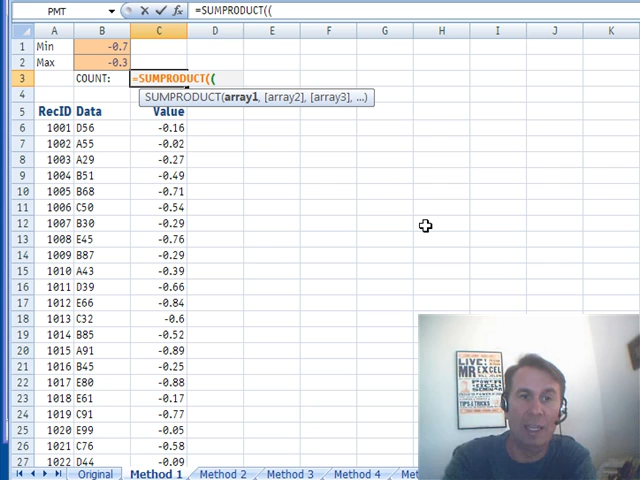 PMT fx =SUMPRODUCT((
A B C D E F G H K
1 Min -0.7
2 Max -0.3
3 COUNT: =SUMPRODUCT((
4 SUMPRODUCT(array1, [array2], [array3], ...)
5 RecID Data Value
6 1001 D56 -0.16
7 1002 A55 -0.02
8 1003 A29 -0.27
9 1004 B51 -0.49
10 1005 B68 -0.71
11 1006 C50 -0.54
12 1007 B30 -0.29
13 1008 E45 -0.76
14 1009 B87 -0.29
15 1010 A43 -0.39
16 1011 D39 -0.66
17 1012 E66 -0.84
18 1013 C32 -0.6
19 1014 B85 -0.52
20 1015 A91 -0.89
21 1016 B45 -0.25
22 1017 E80 -0.88
23 1018 E61 -0.17
24 1019 C91 -0.77
25 1020 E99 -0.05
26 1021 C76 -0.58
27 1022 D44 -0.09
LIVE!
MR EXCEL
Original Method 1 Method 2 Method 3 Method 4